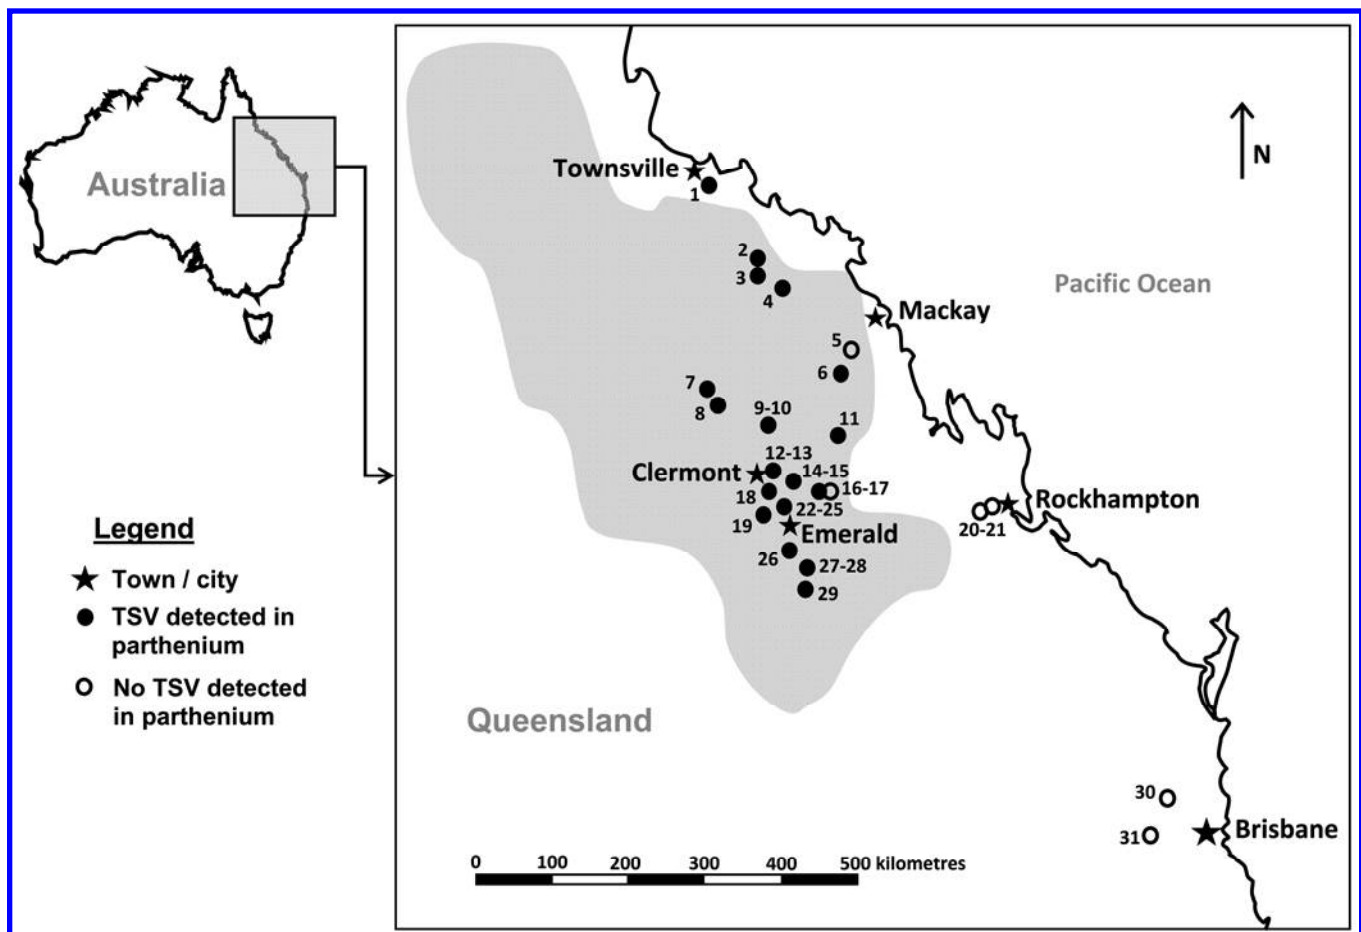 Australia
Legend
Town / city
TSV detected in
parthenium
No TSV detected
in parthenium
N
Townsville
1
2
3
4
Pacific Ocean
Mackay
5
6
7
8
9-10
11
12-13
Clermont
14-15
16-17
18
22-25
19
Emerald
Rockhampton
20-21
26
27-28
29
Queensland
30
31
Brisbane
0 100 200 300 400 500 kilometres